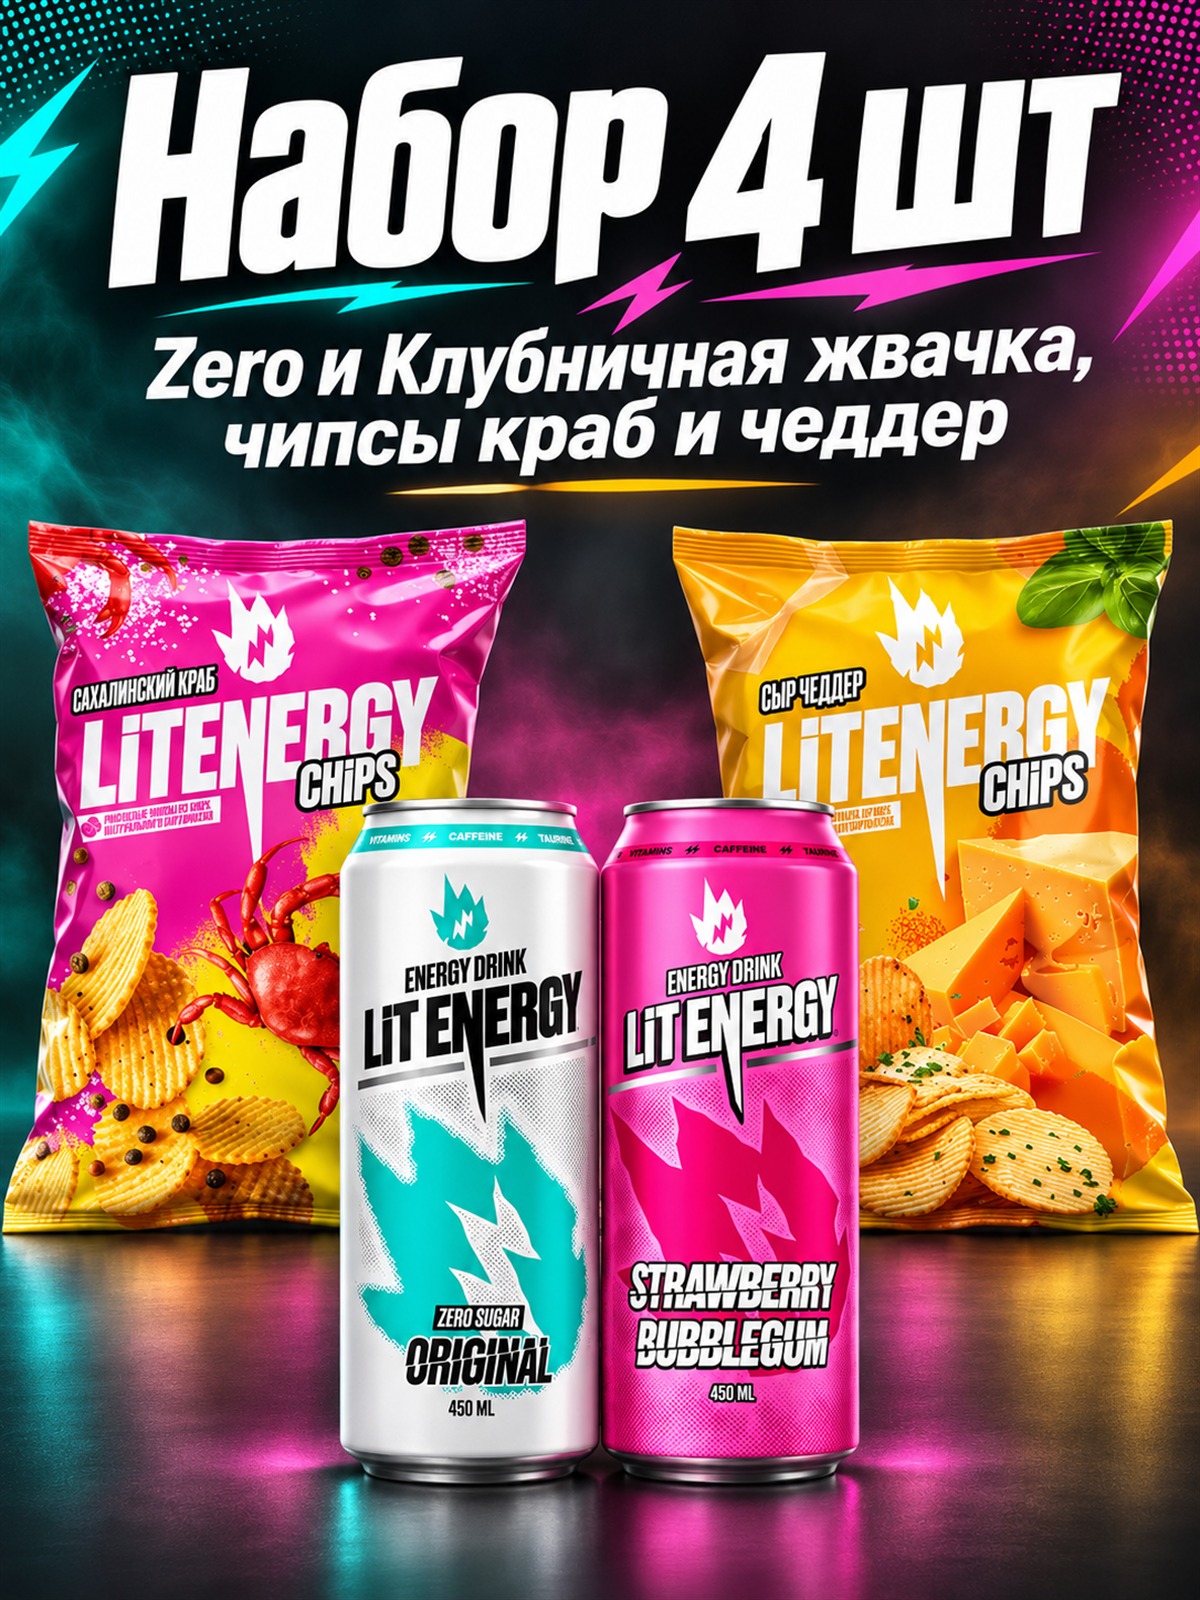 Набор 4 шт
Zero и Клубничная жвачка,
чипсы краб и чеддер
САХАЛИНСКИЙ КРАБ
LiTENERGY
CHiPS
СЫР ЧЕДДЕР
LiTENERGY
CHiPS
VITAMINS CAFFEINE TAURINE
ENERGY DRINK
LiT ENERGY
ZERO SUGAR
ORIGINAL
450 ML
VITAMINS CAFFEINE TAURINE
ENERGY DRINK
LiT ENERGY
STRAWBERRY
BUBBLEGUM
450 ML